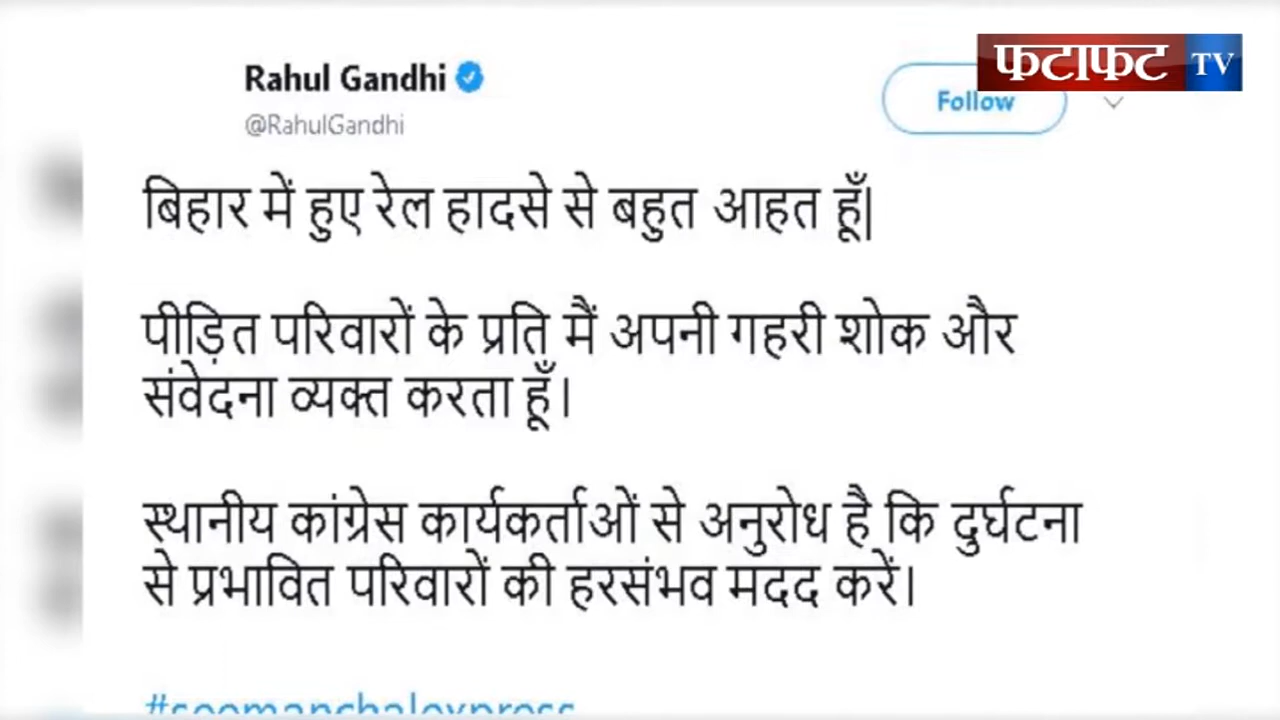 Rahul Gandhi
फटाफट TV
@RahulGandhi
Follow
बिहार में हुए रेल हादसे से बहुत आहत हूँ|
पीड़ित परिवारों के प्रति मैं अपनी गहरी शोक और
संवेदना व्यक्त करता हूँ।
स्थानीय कांग्रेस कार्यकर्ताओं से अनुरोध है कि दुर्घटना
से प्रभावित परिवारों की हरसंभव मदद करें।
#seemanchalexpress